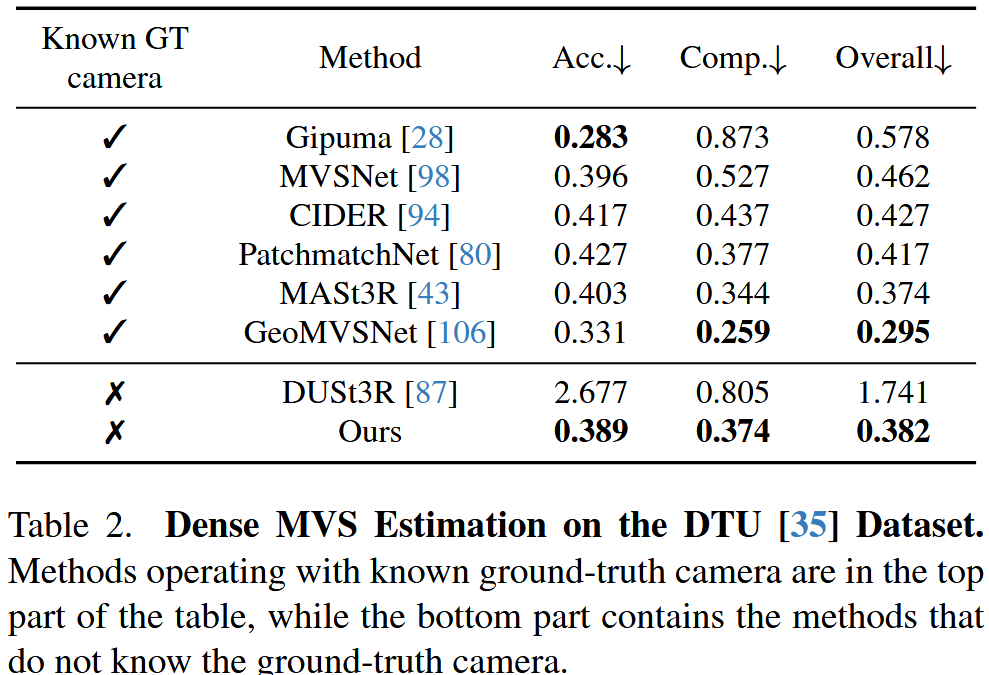 Known GT camera Method Acc.↓ Comp.↓ Overall↓
✓ Gipuma [28] 0.283 0.873 0.578
✓ MVSNet [98] 0.396 0.527 0.462
✓ CIDER [94] 0.417 0.437 0.427
✓ PatchmatchNet [80] 0.427 0.377 0.417
✓ MASt3R [43] 0.403 0.344 0.374
✓ GeoMVSNet [106] 0.331 0.259 0.295
✗ DUSt3R [87] 2.677 0.805 1.741
✗ Ours 0.389 0.374 0.382
Table 2. Dense MVS Estimation on the DTU [35] Dataset.
Methods operating with known ground-truth camera are in the top
part of the table, while the bottom part contains the methods that
do not know the ground-truth camera.